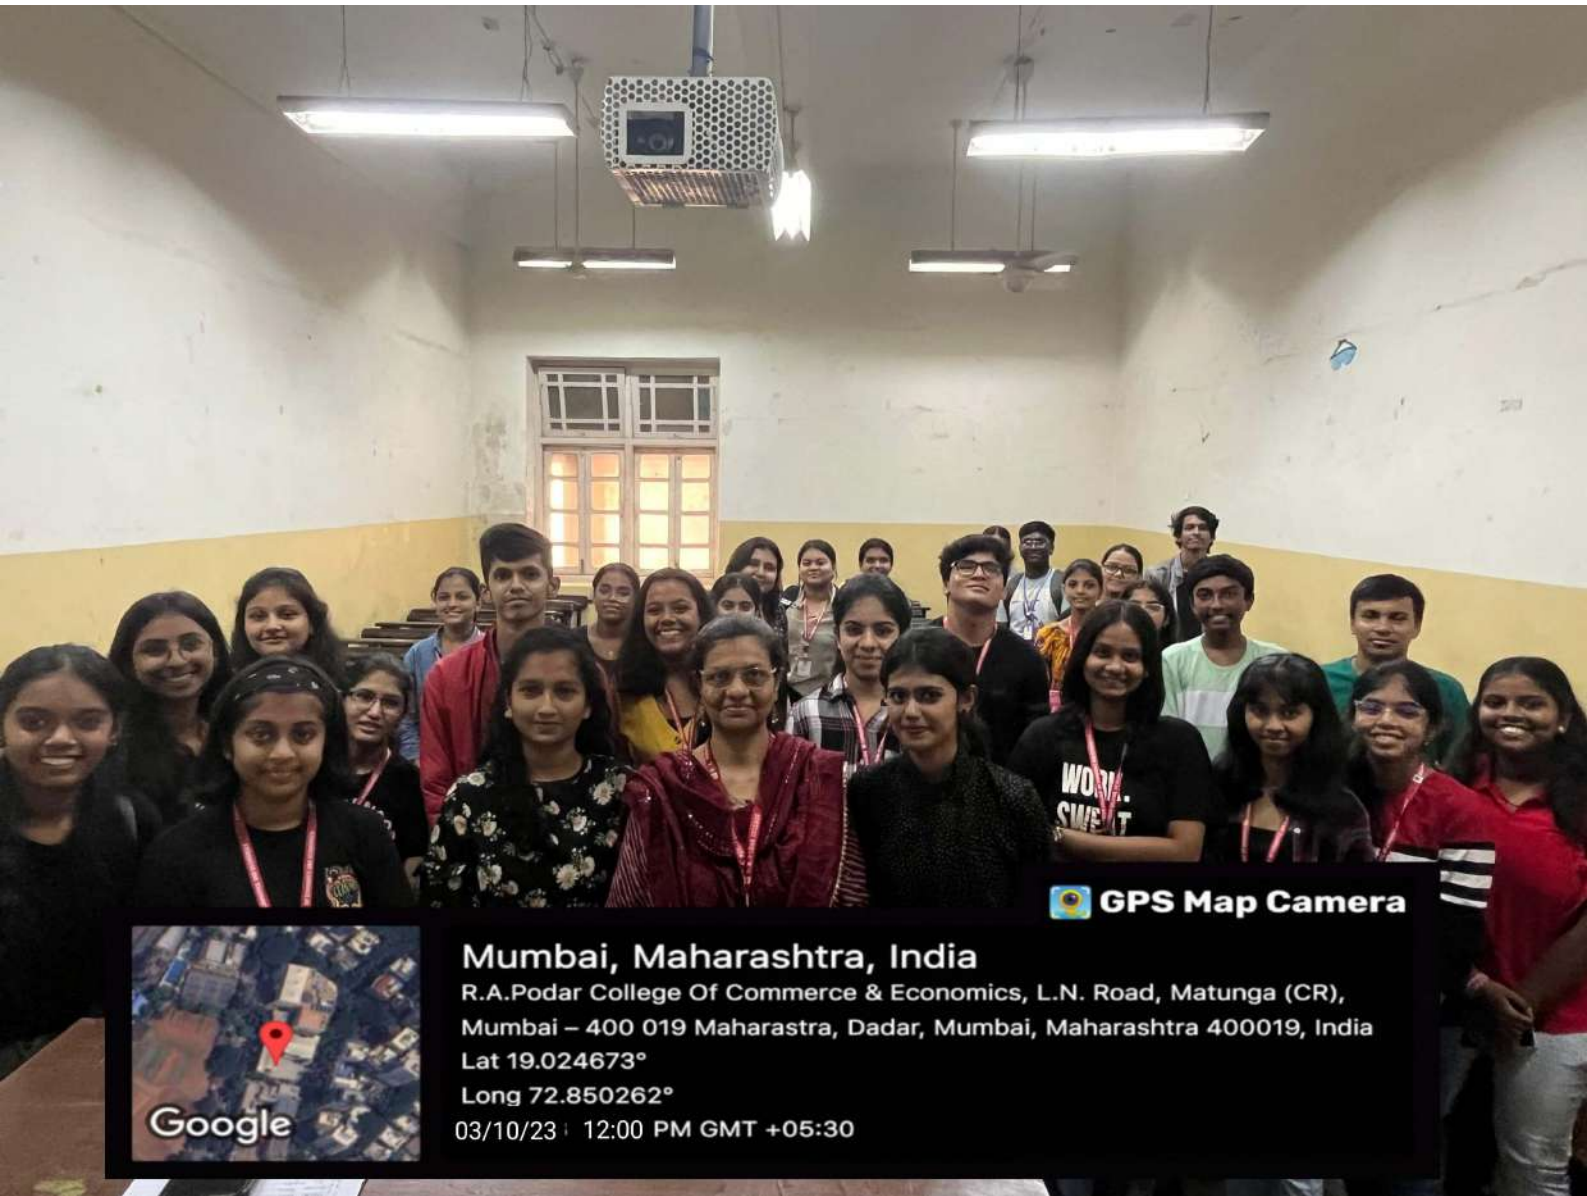 WORK.
SWEAT
GPS Map Camera
Mumbai, Maharashtra, India
R.A.Podar College Of Commerce & Economics, L.N. Road, Matunga (CR),
Mumbai – 400 019 Maharastra, Dadar, Mumbai, Maharashtra 400019, India
Lat 19.024673°
Long 72.850262°
03/10/23 12:00 PM GMT +05:30
Google